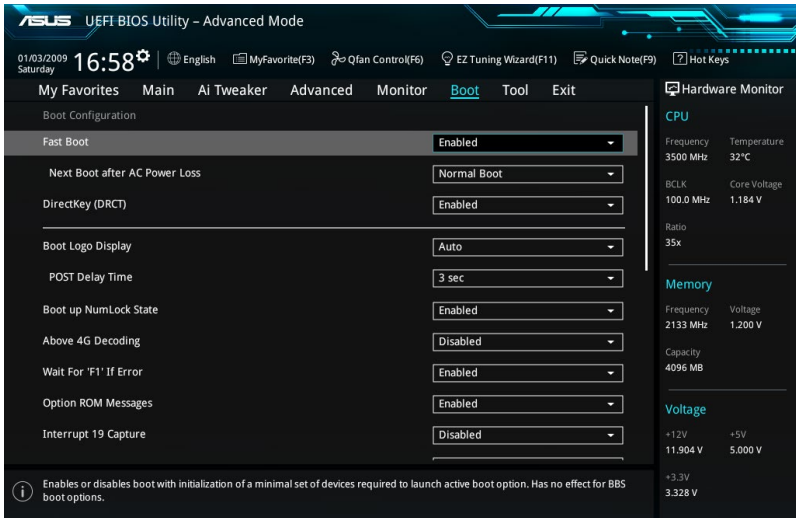 ASUS UEFI BIOS Utility – Advanced Mode
01/03/2009
Saturday
16:58
English
MyFavorite(F3)
Qfan Control(F6)
EZ Tuning Wizard(F11)
Quick Note(F9)
? Hot Keys
My Favorites Main Ai Tweaker Advanced Monitor Boot Tool Exit
Boot Configuration
Fast Boot Enabled
Next Boot after AC Power Loss Normal Boot
DirectKey (DRCT) Enabled
Boot Logo Display Auto
POST Delay Time 3 sec
Boot up NumLock State Enabled
Above 4G Decoding Disabled
Wait For 'F1' If Error Enabled
Option ROM Messages Enabled
Interrupt 19 Capture Disabled
i Enables or disables boot with initialization of a minimal set of devices required to launch active boot option. Has no effect for BBS
boot options.
Hardware Monitor
CPU
Frequency Temperature
3500 MHz 32°C
BCLK Core Voltage
100.0 MHz 1.184 V
Ratio
35x
Memory
Frequency Voltage
2133 MHz 1.200 V
Capacity
4096 MB
Voltage
+12V +5V
11.904 V 5.000 V
+3.3V
3.328 V